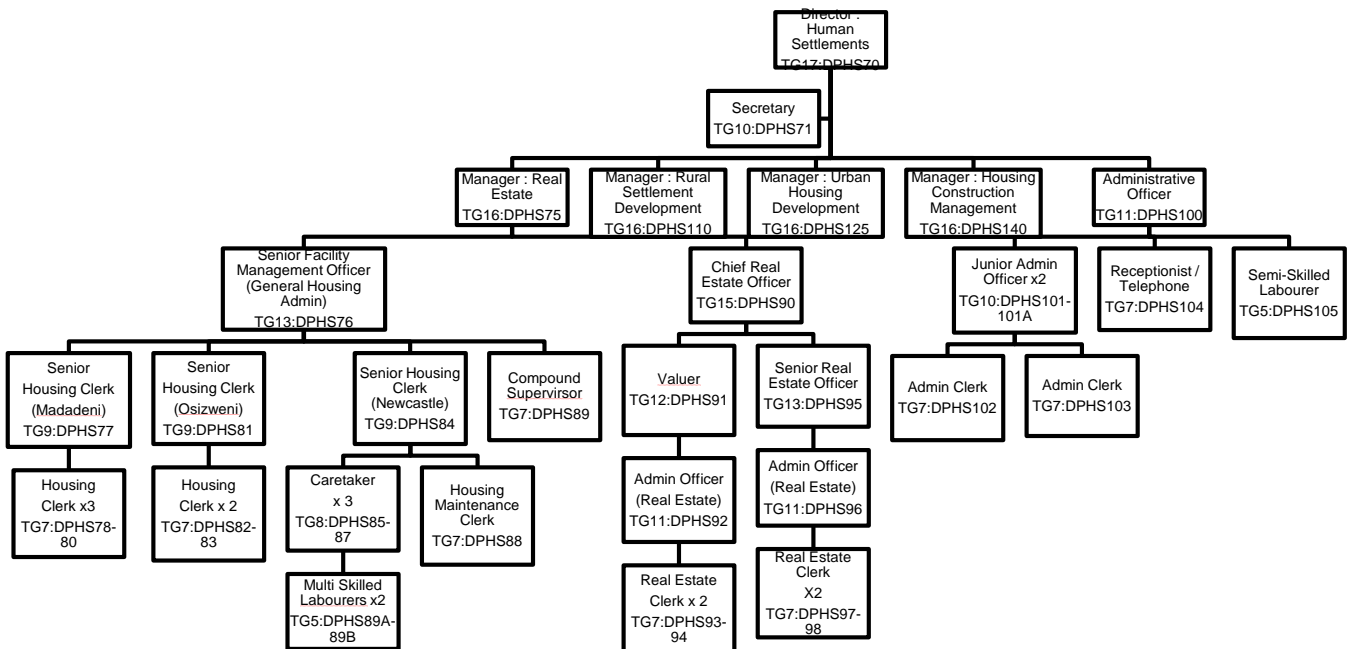 Director :
Human
Settlements
TG17:DPHS70
Secretary
TG10:DPHS71
Manager : Real
Estate
TG16:DPHS75
Manager : Rural
Settlement
Development
TG16:DPHS110
Manager : Urban
Housing
Development
TG16:DPHS125
Manager : Housing
Construction
Management
TG16:DPHS140
Administrative
Officer
TG11:DPHS100
Senior Facility
Management Officer
(General Housing
Admin)
TG13:DPHS76
Chief Real
Estate Officer
TG15:DPHS90
Junior Admin
Officer x2
TG10:DPHS101-
101A
Receptionist /
Telephone
TG7:DPHS104
Semi-Skilled
Labourer
TG5:DPHS105
Senior
Housing Clerk
(Madadeni)
TG9:DPHS77
Senior
Housing Clerk
(Osizweni)
TG9:DPHS81
Senior Housing
Clerk
(Newcastle)
TG9:DPHS84
Compound
Supervirsor
TG7:DPHS89
Valuer
TG12:DPHS91
Senior Real
Estate Officer
TG13:DPHS95
Admin Clerk
TG7:DPHS102
Admin Clerk
TG7:DPHS103
Housing
Clerk x3
TG7:DPHS78-
80
Housing
Clerk x 2
TG7:DPHS82-
83
Caretaker
x 3
TG8:DPHS85-
87
Housing
Maintenance
Clerk
TG7:DPHS88
Admin Officer
(Real Estate)
TG11:DPHS92
Admin Officer
(Real Estate)
TG11:DPHS96
Multi Skilled
Labourers x2
TG5:DPHS89A-
89B
Real Estate
Clerk x 2
TG7:DPHS93-
94
Real Estate
Clerk
X2
TG7:DPHS97-
98